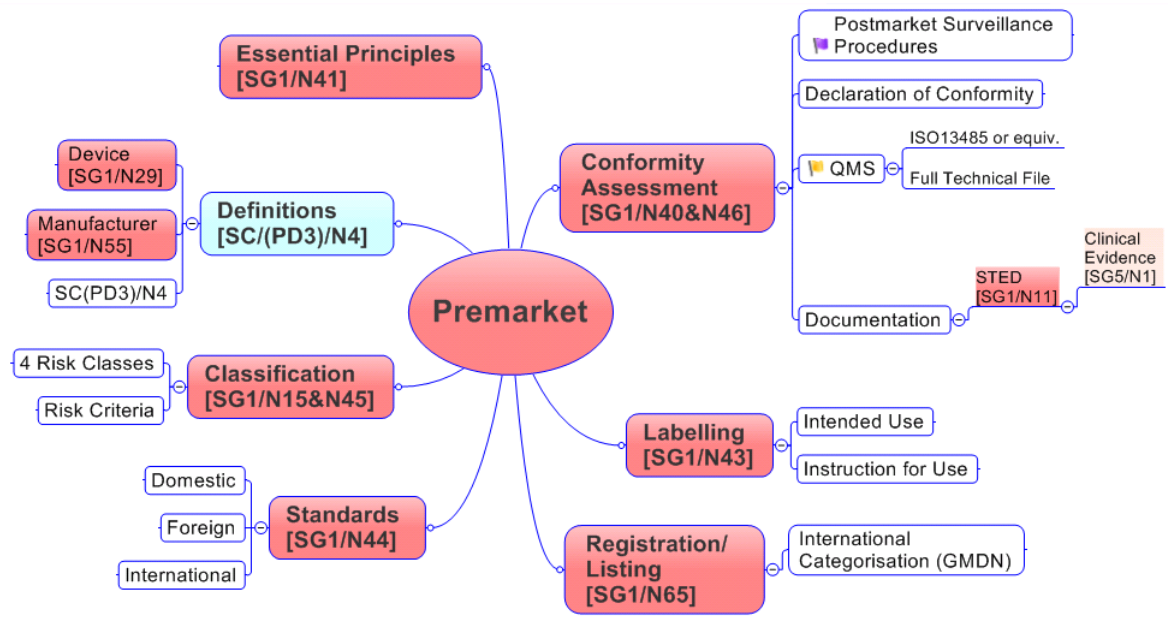 Premarket
Essential Principles
[SG1/N41]
Definitions
[SC/(PD3)/N4]
Device
[SG1/N29]
Manufacturer
[SG1/N55]
SC(PD3)/N4
Classification
[SG1/N15&N45]
4 Risk Classes
Risk Criteria
Standards
[SG1/N44]
Domestic
Foreign
International
Conformity
Assessment
[SG1/N40&N46]
Postmarket Surveillance
Procedures
Declaration of Conformity
QMS
ISO13485 or equiv.
Full Technical File
Documentation
STED
[SG1/N11]
Clinical
Evidence
[SG5/N1]
Labelling
[SG1/N43]
Intended Use
Instruction for Use
Registration/
Listing
[SG1/N65]
International
Categorisation (GMDN)